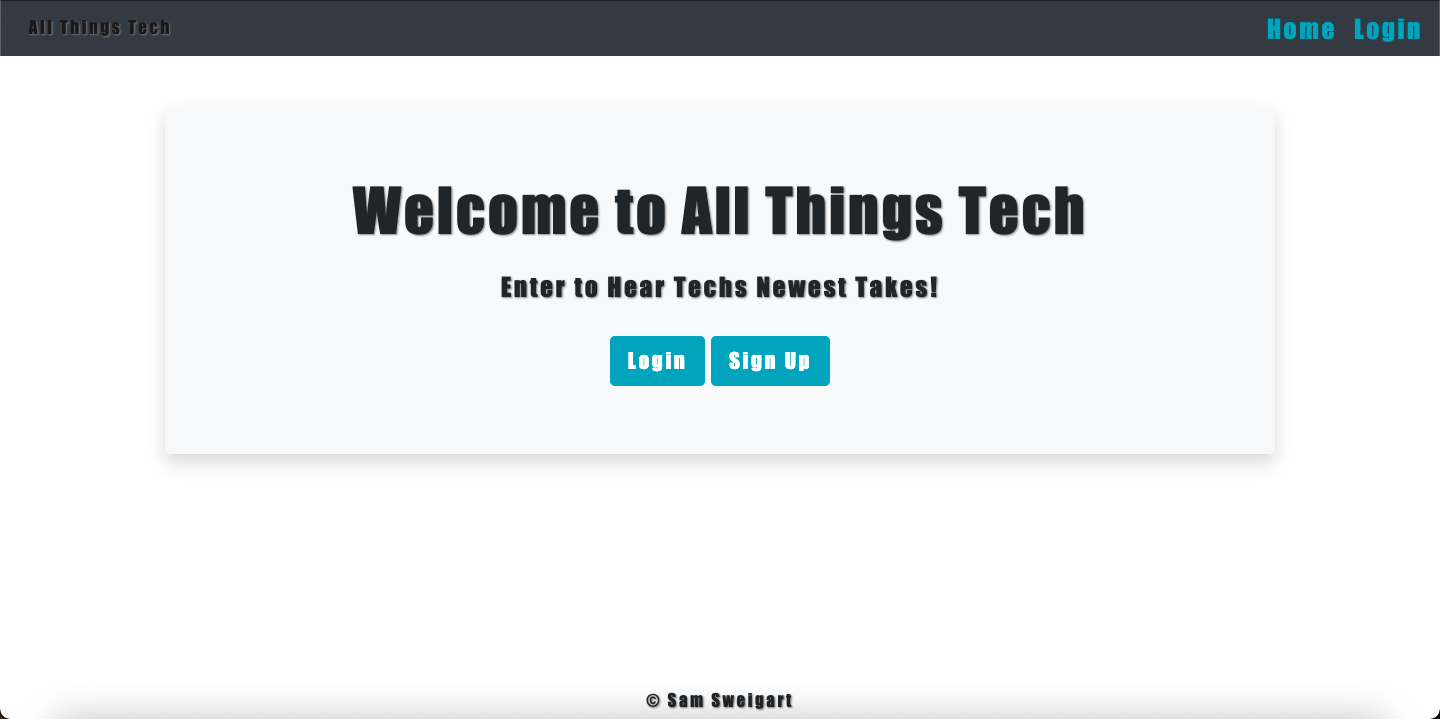 All Things Tech
Home Login
Welcome to All Things Tech
Enter to Hear Techs Newest Takes!
Login Sign Up
© Sam Sweigart